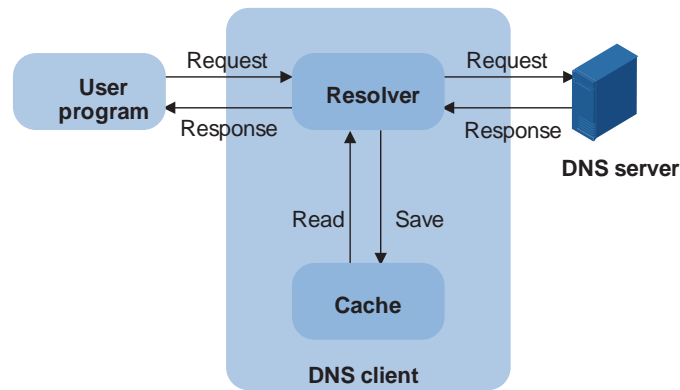 Request
Request
User
program
Resolver
Response
Response
DNS server
Read
Save
Cache
DNS client